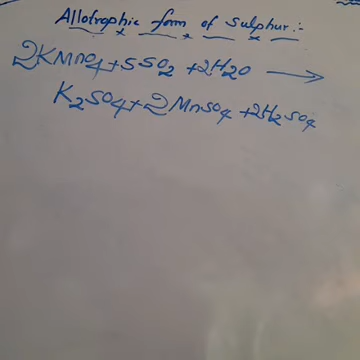 Allotrophic form of Sulphur:-
2KMnO4+5SO2+2H2O →
K2SO4+2MnSO4+2H2SO4